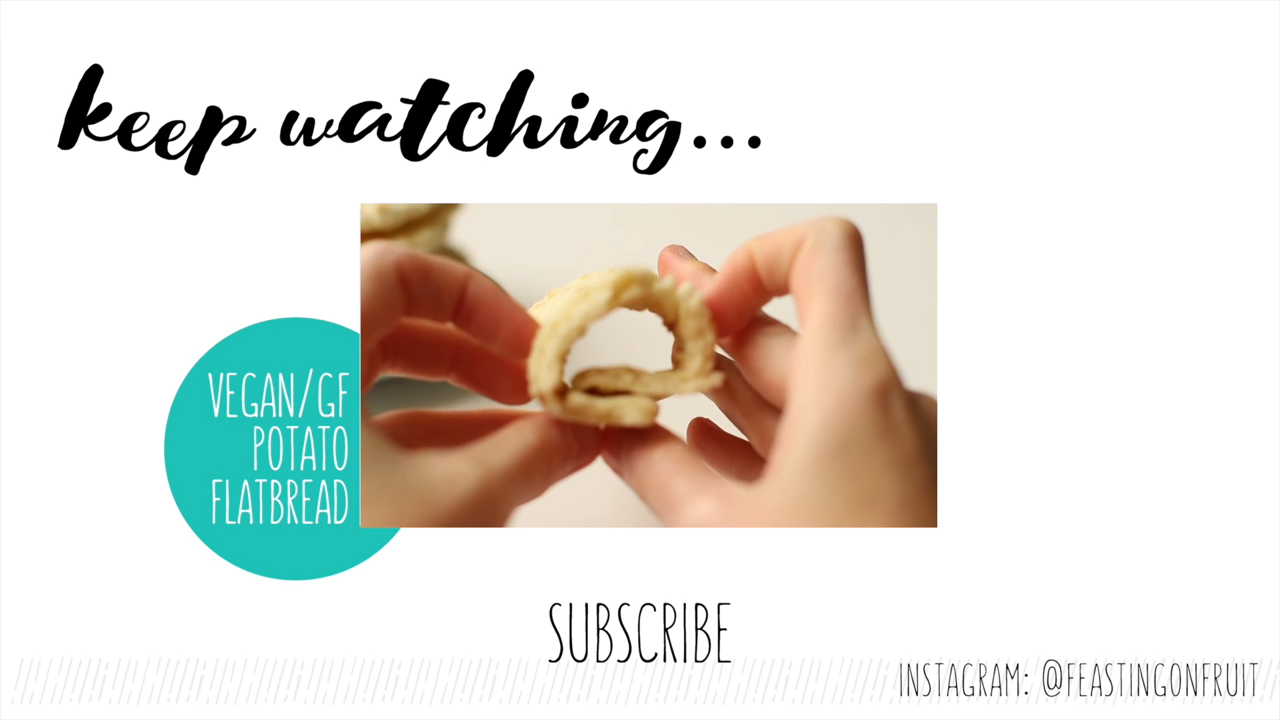 keep watching...
VEGAN/GF
POTATO
FLATBREAD
SUBSCRIBE
INSTAGRAM: @FEASTINGONFRUIT